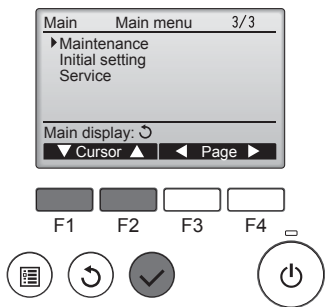 Main Main menu 3/3
Maintenance
Initial setting
Service
Main display:
Cursor Page
F1 F2 F3 F4